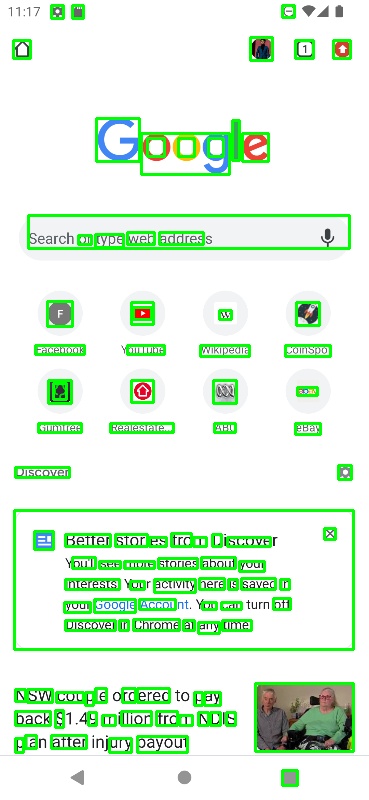 11:17
1
Google
Search or type web address
F
W
Facebook
YouTube
Wikipedia
CoinSpot
Gumtree
Realestate....
ABC
eBay
Discover
Better stories from Discover
You'll see more stories about your
interests. Your activity here is saved in
your Google Account. You can turn off
Discover in Chrome at any time.
NSW couple ordered to pay
back $1.45 million from NDIS
plan after injury payout